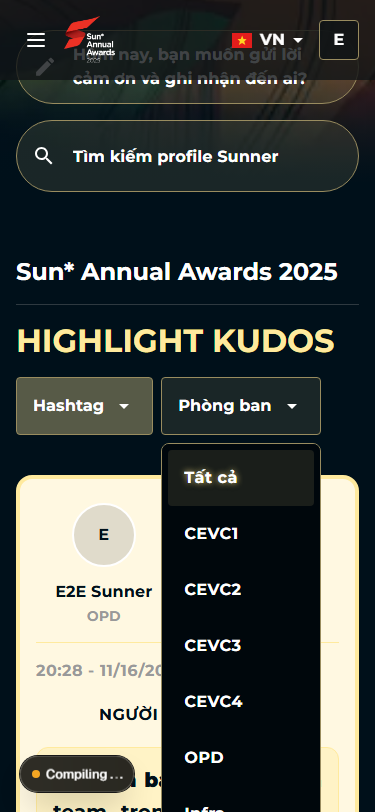 Sun*
Annual
Awards
2025
VN
E
Hôm nay, bạn muốn gửi lời
cảm ơn và ghi nhận đến ai?
Tìm kiếm profile Sunner
Sun* Annual Awards 2025
HIGHLIGHT KUDOS
Hashtag
Phòng ban
Tất cả
CEVC1
CEVC2
CEVC3
CEVC4
OPD
Infra
E
E2E Sunner
OPD
20:28 - 11/16/20
NGƯỜI
Compiling ...
team, tron